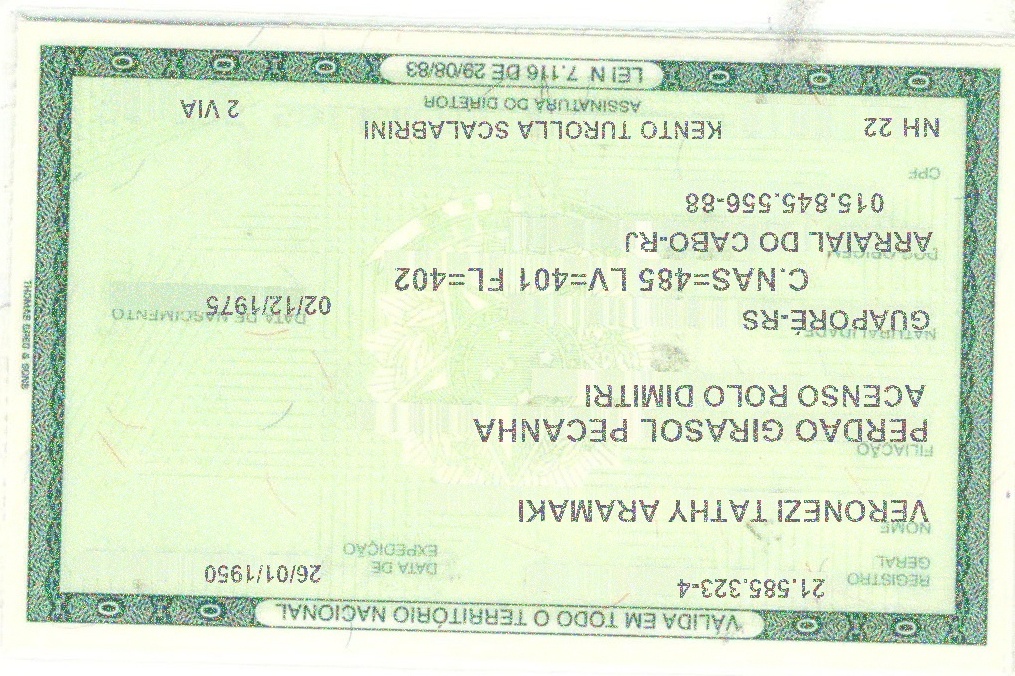 VALIDA EM TODO O TERRITÓRIO NACIONAL
REGISTRO GERAL 21.585.323-4 DATA DE EXPEDIÇÃO 26/01/1950
NOME
VERONEZI TATHY ARAMAKI
FILIAÇÃO
PERDAO GIRASOL PECANHA
ACENSO ROLO DIMITRI
NATURALIDADE DATA DE NASCIMENTO
GUAPORÉ-RS 02/12/1975
C.NAS=485 LV=401 FL=402
DOC ORIGEM
ARRAIAL DO CABO-RJ
015.845.556-88
CPF
NH 22 KENTO TUROLLA SCALABRINI 2 VIA
ASSINATURA DO DIRETOR
LEI N 7.116 DE 29/08/83
THOMAS GREG & SONS